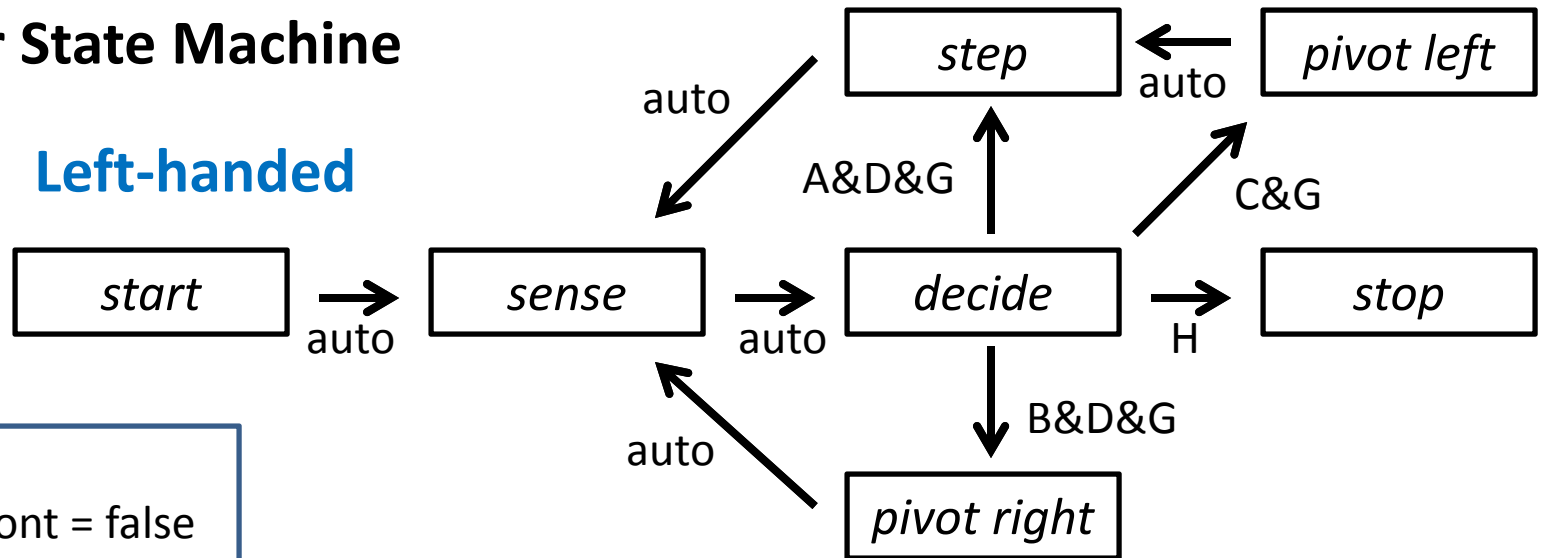 State Machine
Left-handed
step
pivot left
auto
auto
A&D&G
C&G
start
sense
decide
stop
auto
auto
H
B&D&G
auto
pivot right
= false